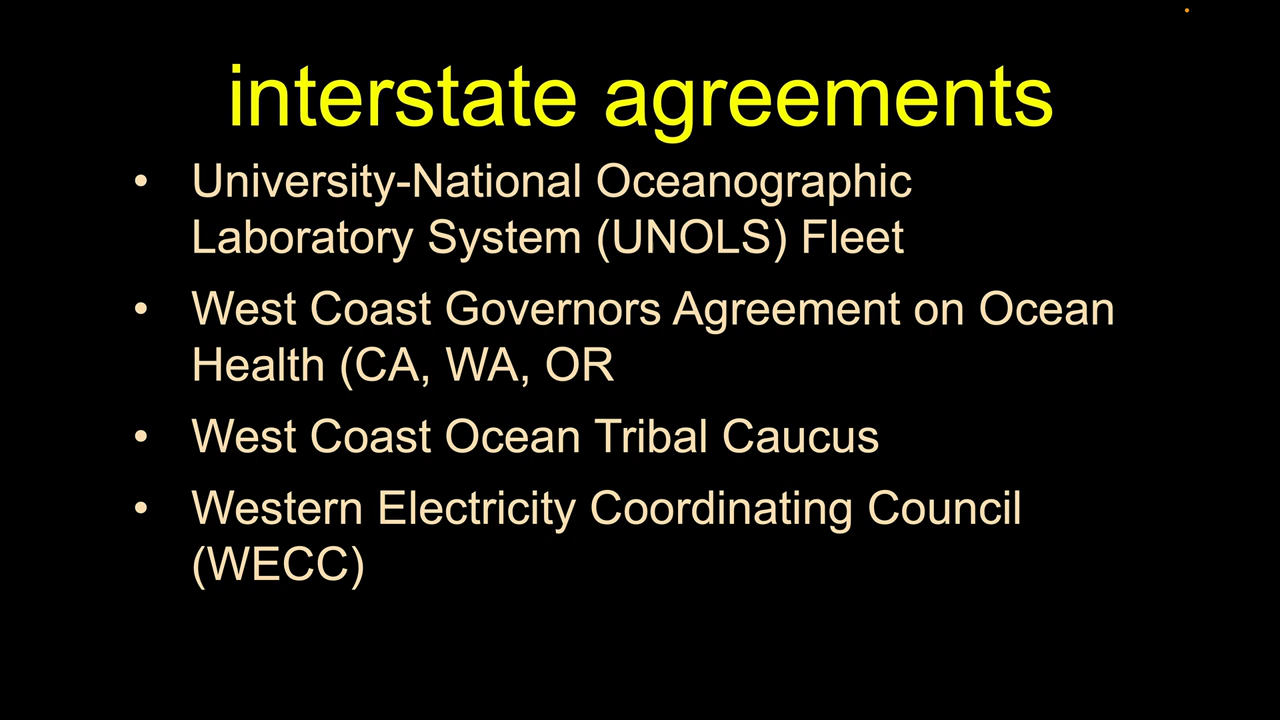 interstate agreements
• University-National Oceanographic
Laboratory System (UNOLS) Fleet
• West Coast Governors Agreement on Ocean
Health (CA, WA, OR
• West Coast Ocean Tribal Caucus
• Western Electricity Coordinating Council
(WECC)